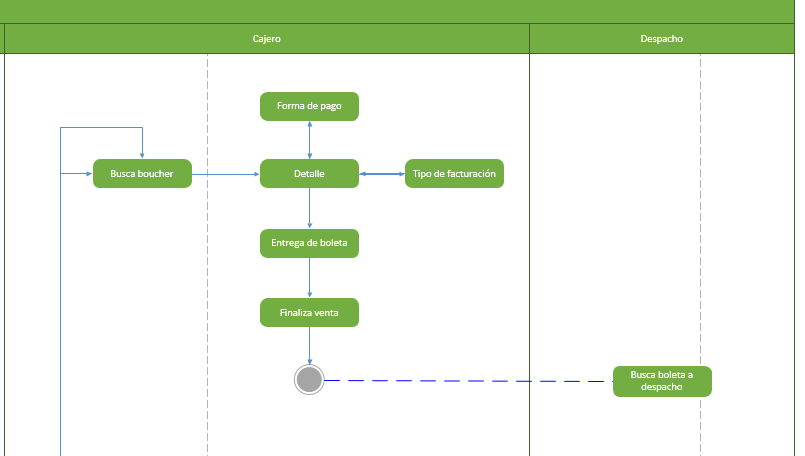 Cajero
Despacho
Forma de pago
Busca boucher
Detalle
Tipo de facturación
Entrega de boleta
Finaliza venta
Busca boleta a
despacho